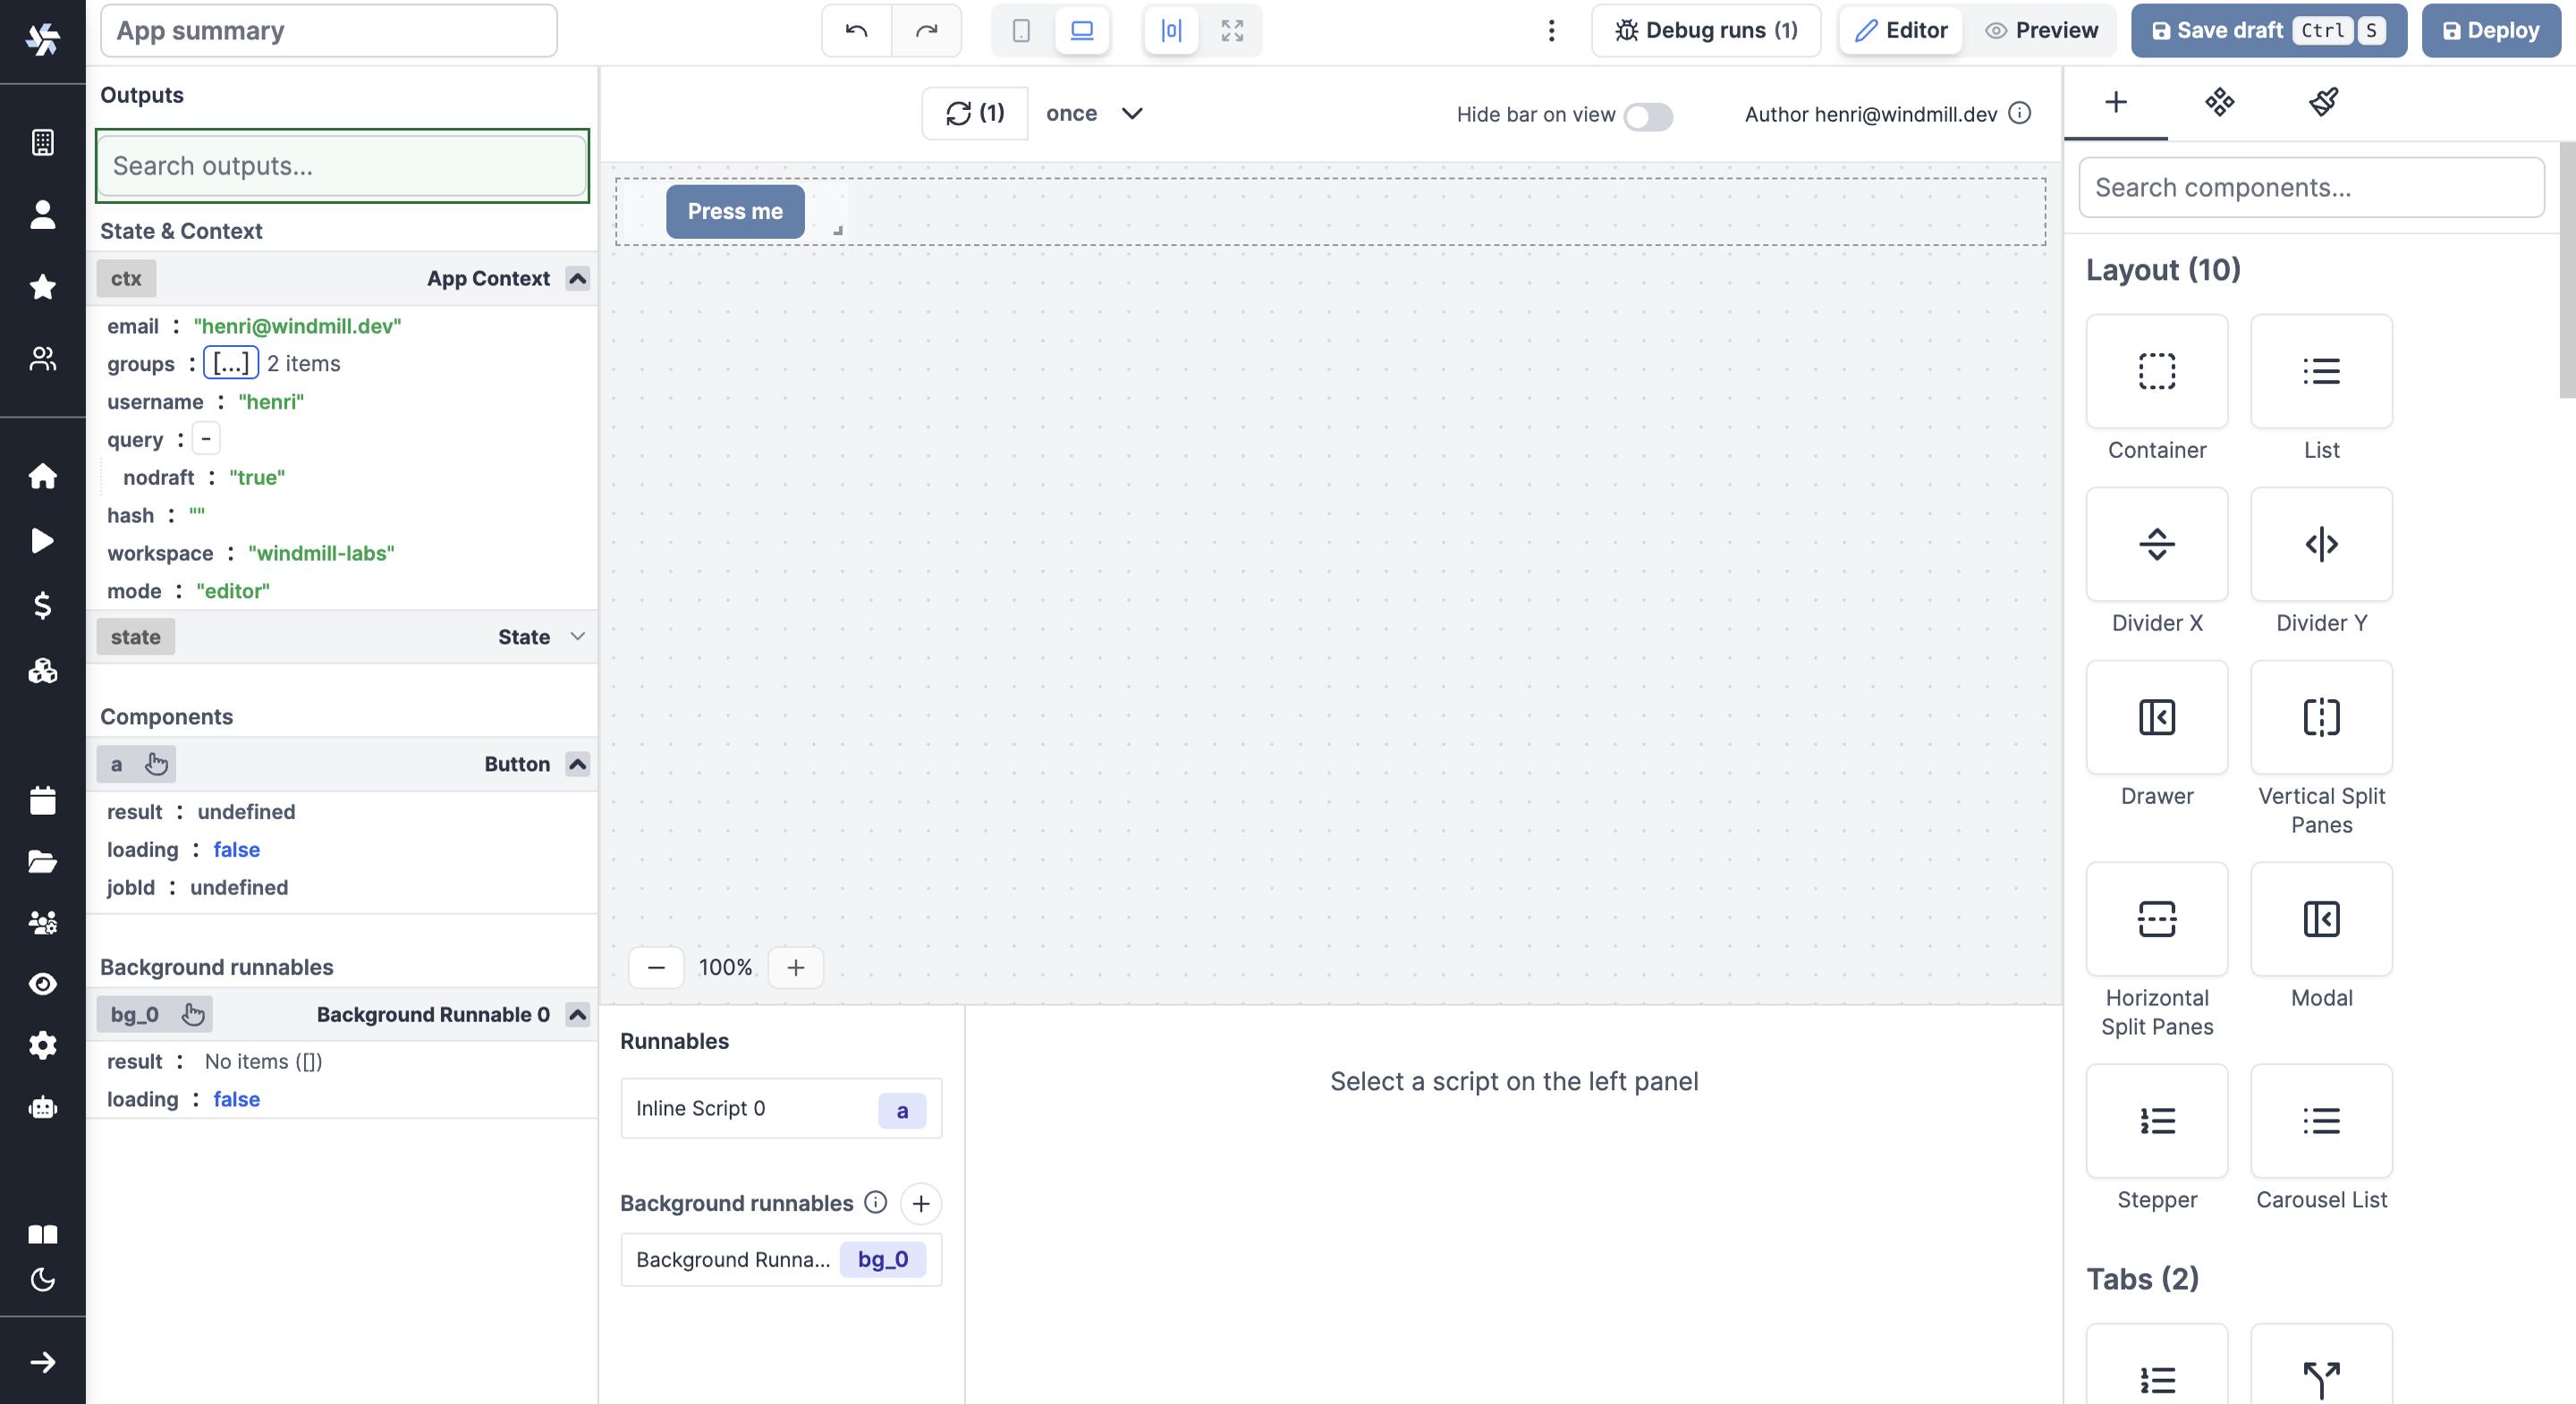 App summary
Debug runs (1)
Editor
Preview
Save draft Ctrl S
Deploy
Outputs
Search outputs...
State & Context
ctx App Context
email : "henri@windmill.dev"
groups : [...] 2 items
username : "henri"
query : -
nodraft : "true"
hash : ""
workspace : "windmill-labs"
mode : "editor"
state State
Components
a Button
result : undefined
loading : false
jobId : undefined
Background runnables
bg_0 Background Runnable 0
result : No items ([])
loading : false
(1) once
Hide bar on view
Author henri@windmill.dev
Press me
100%
Runnables
Inline Script 0 a
Background runnables
Background Runna... bg_0
Select a script on the left panel
Search components...
Layout (10)
Container
List
Divider X
Divider Y
Drawer
Vertical Split
Panes
Horizontal
Split Panes
Modal
Stepper
Carousel List
Tabs (2)